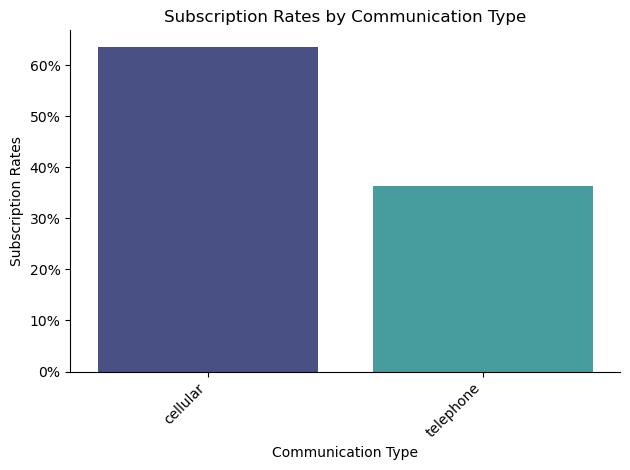 Subscription Rates by Communication Type
Subscription Rates
60%
50%
40%
30%
20%
10%
0%
cellular
telephone
Communication Type